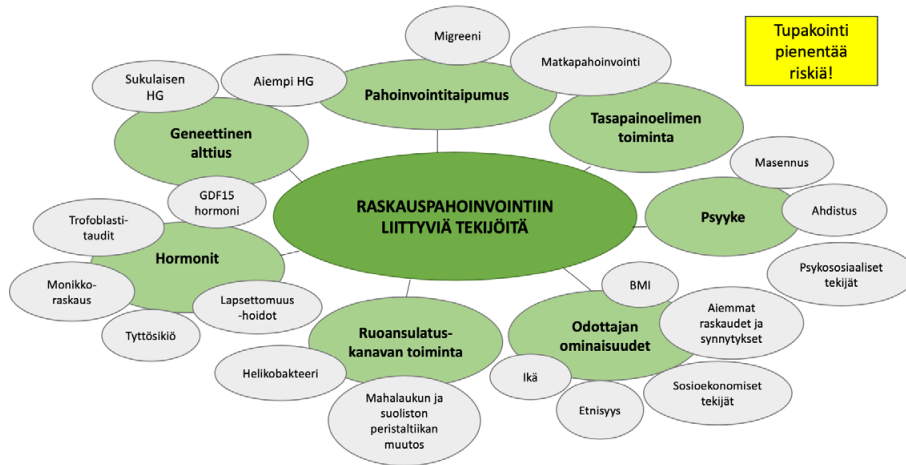 Migreeni
Tupakointi
pienentää
riskiä!
Sukulaisen
HG
Aiempi HG
Matkapahoinvointi
Pahoinvointitaipumus
Geneettinen
alttius
Tasapainoelimen
toiminta
Masennus
GDF15
hormoni
RASKAUSPAHOINVOINTIIN
LIITTYVIÄ TEKIJÖITÄ
Psyyke
Ahdistus
Trofoblasti-
taudit
Hormonit
Psykososiaaliset
tekijät
Monikko-
raskaus
Lapsettomuus
-hoidot
BMI
Tyttösikiö
Ruoansulatus-
kanavan toiminta
Odottajan
ominaisuudet
Aiemmat
raskaudet ja
synnytykset
Helikobakteeri
Ikä
Sosioekonomiset
tekijät
Etnisyys
Mahalaukun ja
suoliston
peristaltiikan
muutos